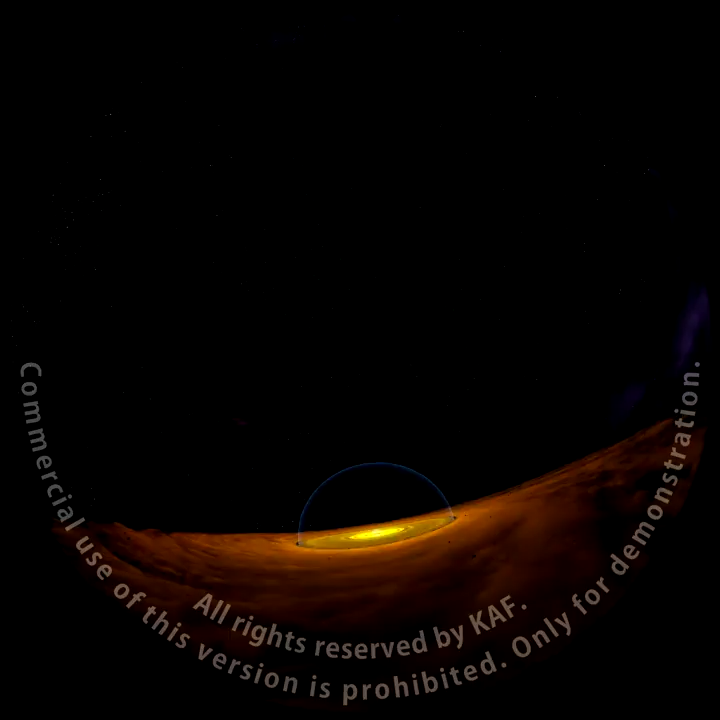 All rights reserved by KAF.
Commercial use of this version is prohibited. Only for demonstration.